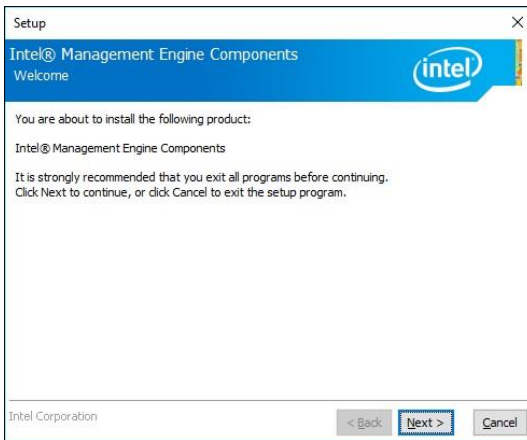 Setup
Intel® Management Engine Components
Welcome
intel
You are about to install the following product:
Intel® Management Engine Components
It is strongly recommended that you exit all programs before continuing.
Click Next to continue, or click Cancel to exit the setup program.
Intel Corporation
< Back
Next >
Cancel